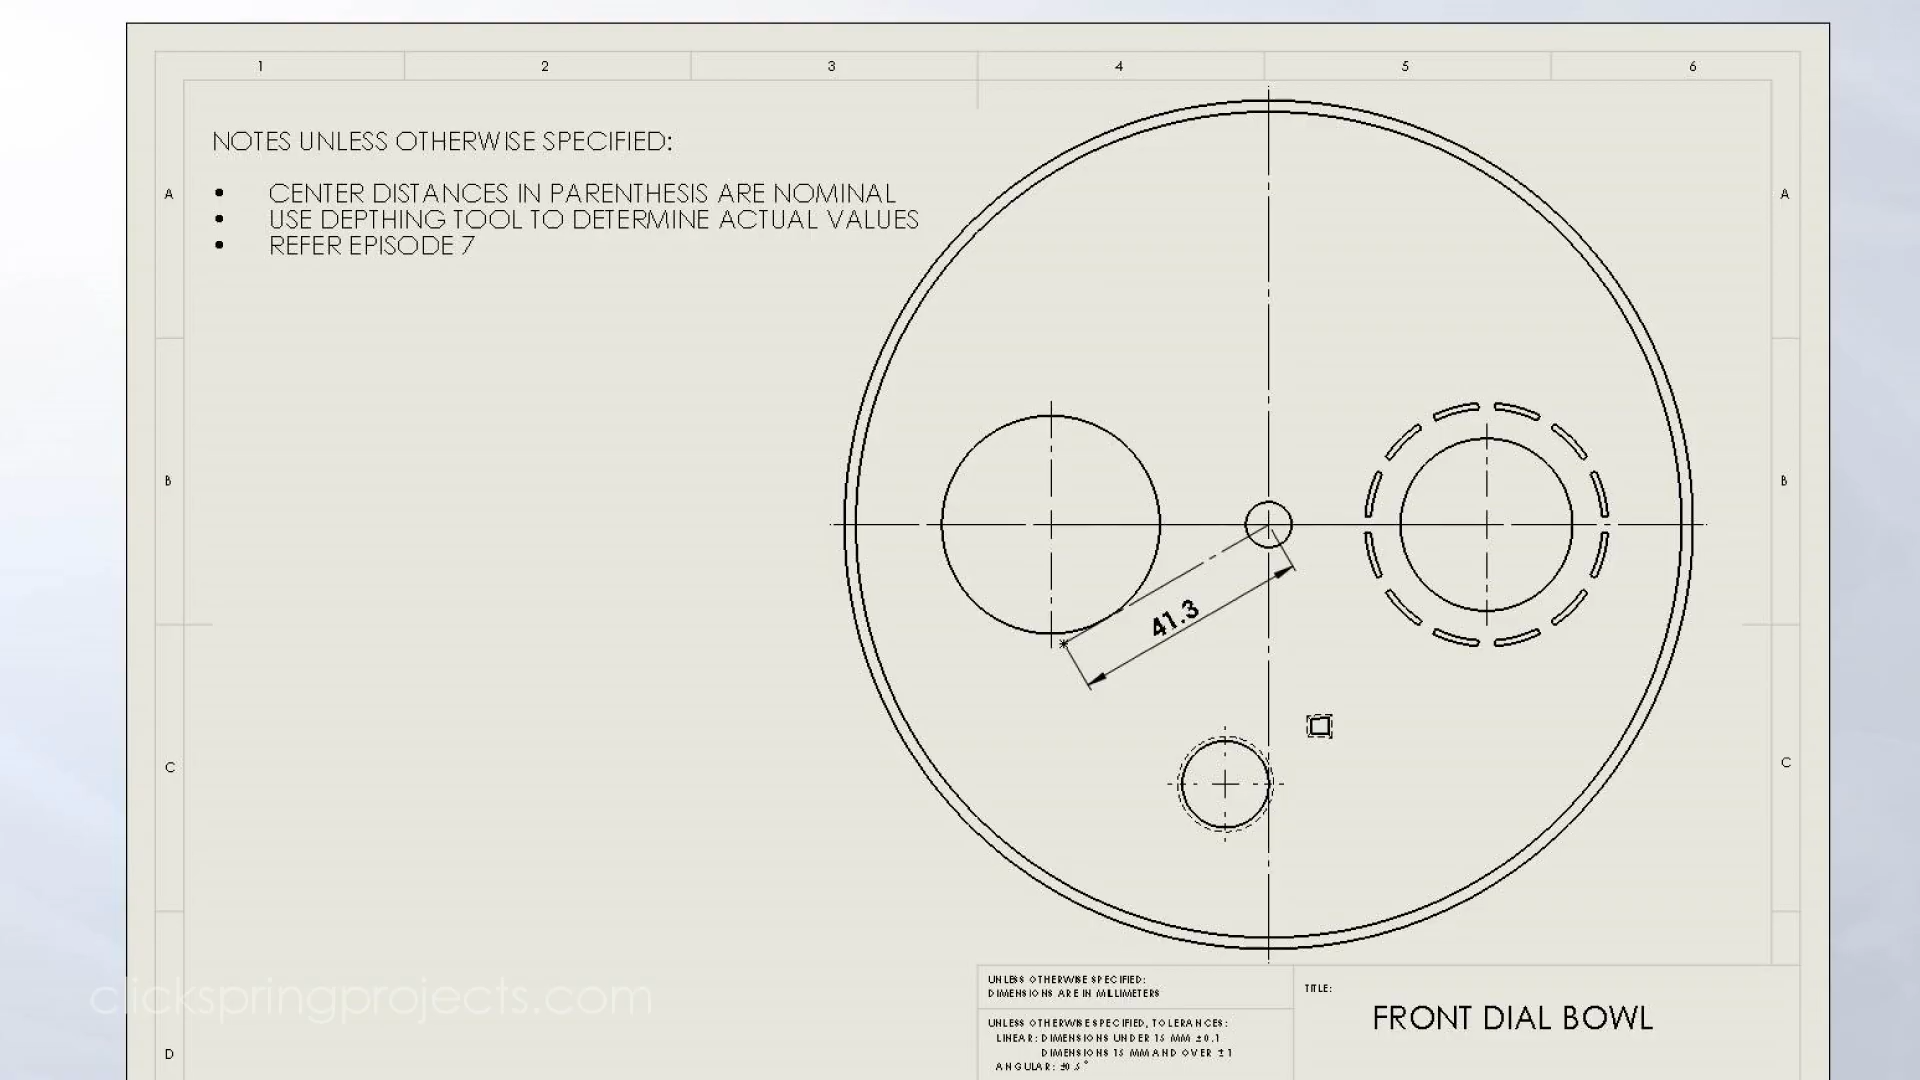 1 2 3 4 5 6
NOTES UNLESS OTHERWISE SPECIFIED:
• CENTER DISTANCES IN PARENTHESIS ARE NOMINAL
• USE DEPTHING TOOL TO DETERMINE ACTUAL VALUES
• REFER EPISODE 7
A A
B B
41.3
C C
D
clickspringprojects.com
UNLESS OTHERWISE SPECIFIED:
DIMENSIONS ARE IN MILLIMETERS
UNLESS OTHERWISE SPECIFIED, TOLERANCES:
LINEAR: DIMENSIONS UNDER 15 MM ±0.1
DIMENSIONS 15 MM AND OVER ±1
ANGULAR: ±0.5°
TITLE:
FRONT DIAL BOWL